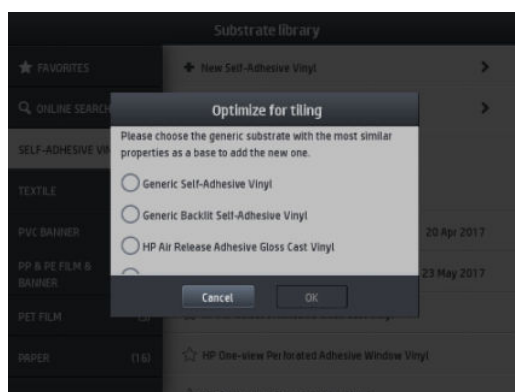 Substrate library
★ FAVORITES
+ New Self-Adhesive Vinyl
ONLINE SEARCH
Optimize for tiling
Please choose the generic substrate with the most similar
properties as a base to add the new one.
SELF-ADHESIVE VIN
Generic Self-Adhesive Vinyl
TEXTILE
Generic Backlit Self-Adhesive Vinyl
PVC BANNER
20 Apr 2017
HP Air Release Adhesive Gloss Cast Vinyl
PP & PE FILM &
BANNER
23 May 2017
Cancel
OK
PET FILM
PAPER (16)
HP One-view Perforated Adhesive Window Vinyl